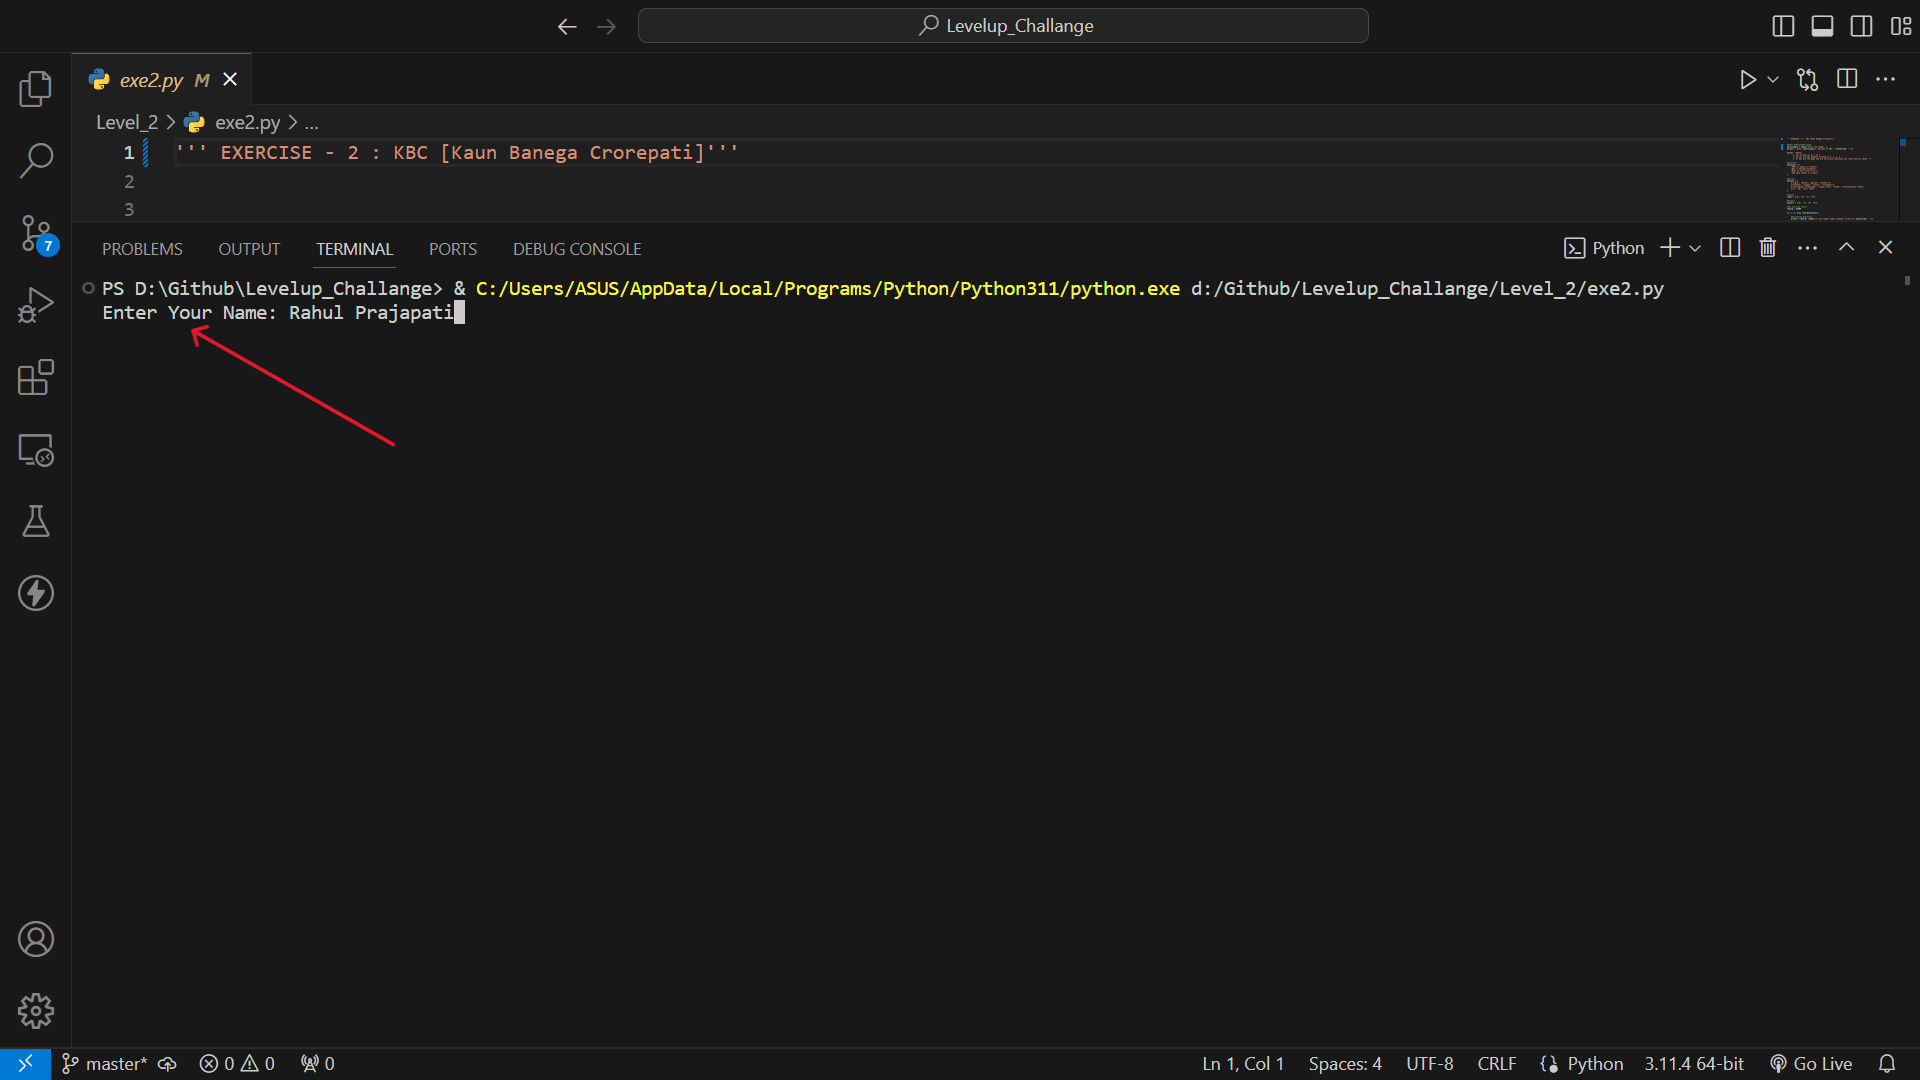 Levelup_Challange
exe2.py M
Level_2 > exe2.py > ...
1 ''' EXERCISE - 2 : KBC [Kaun Banega Crorepati]'''
2
3
PROBLEMS OUTPUT TERMINAL PORTS DEBUG CONSOLE Python
PS D:\Github\Levelup_Challange> & C:/Users/ASUS/AppData/Local/Programs/Python/Python311/python.exe d:/Github/Levelup_Challange/Level_2/exe2.py
Enter Your Name: Rahul Prajapati
7
master* 0 0 0 Ln 1, Col 1 Spaces: 4 UTF-8 CRLF {} Python 3.11.4 64-bit Go Live